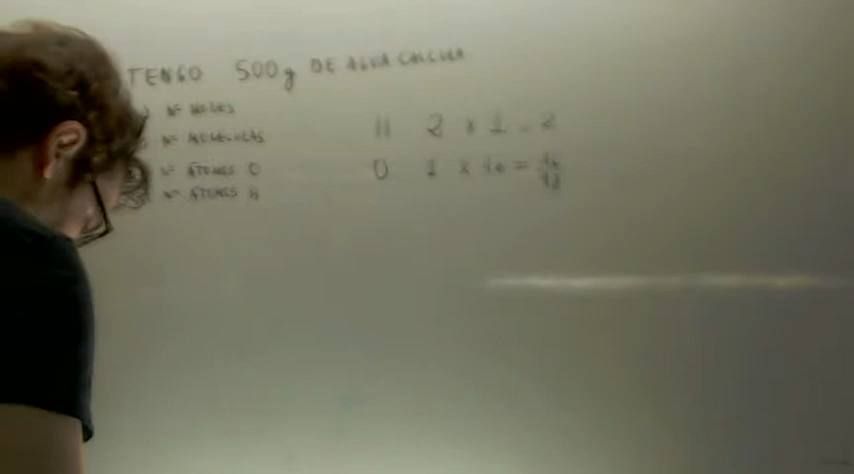 TENGO 500g DE AGUA CALCULA
Nº MOLES
Nº MOLECULAS
Nº ÁTOMOS O
Nº ÁTOMOS H
H 2 x 1 = 2
O 1 x 16 = 16
18